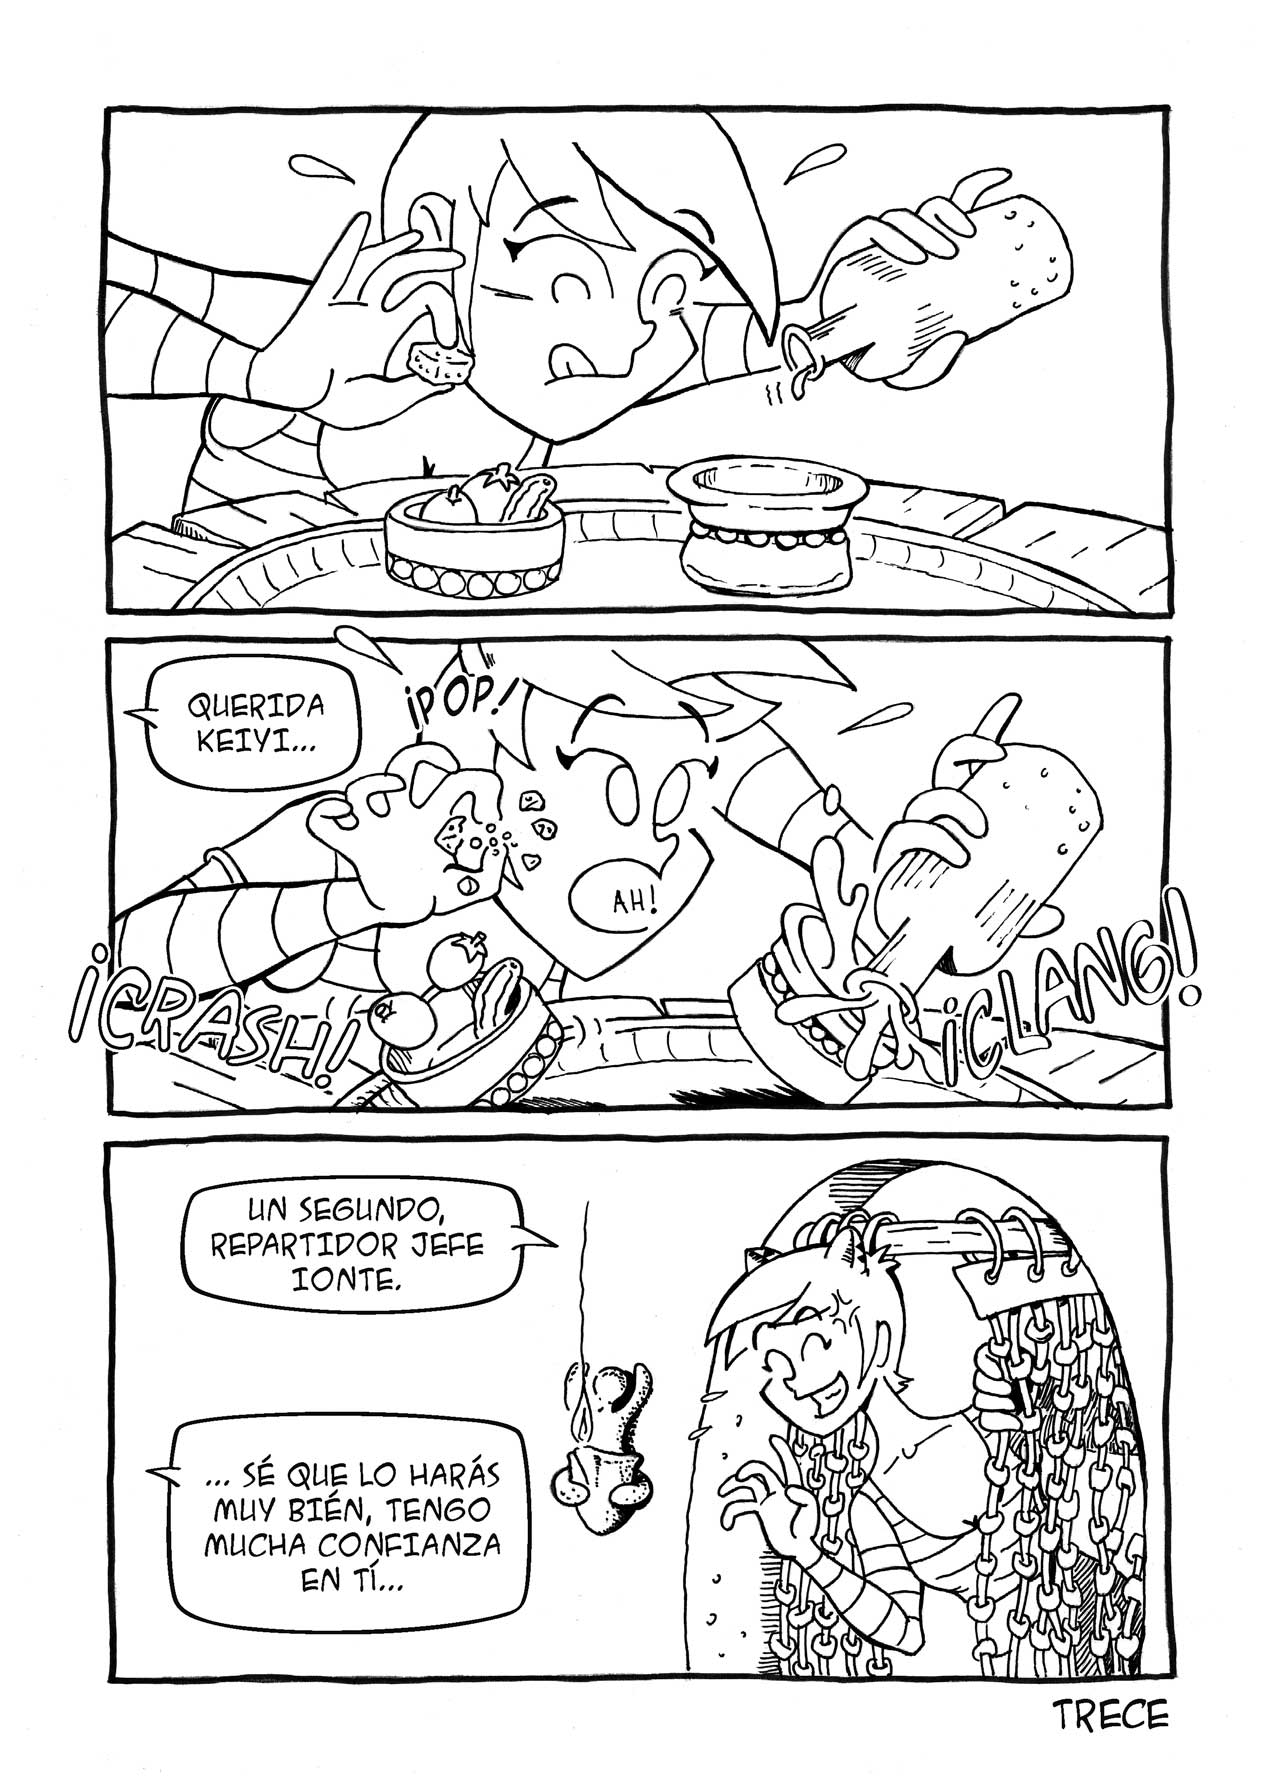 QUERIDA
KEIYI...
¡POP!
AH!
¡CRASH!
¡CLANG!
UN SEGUNDO,
REPARTIDOR JEFE
IONTE.
... SÉ QUE LO HARÁS
MUY BIÉN, TENGO
MUCHA CONFIANZA
EN TÍ...
TRECE